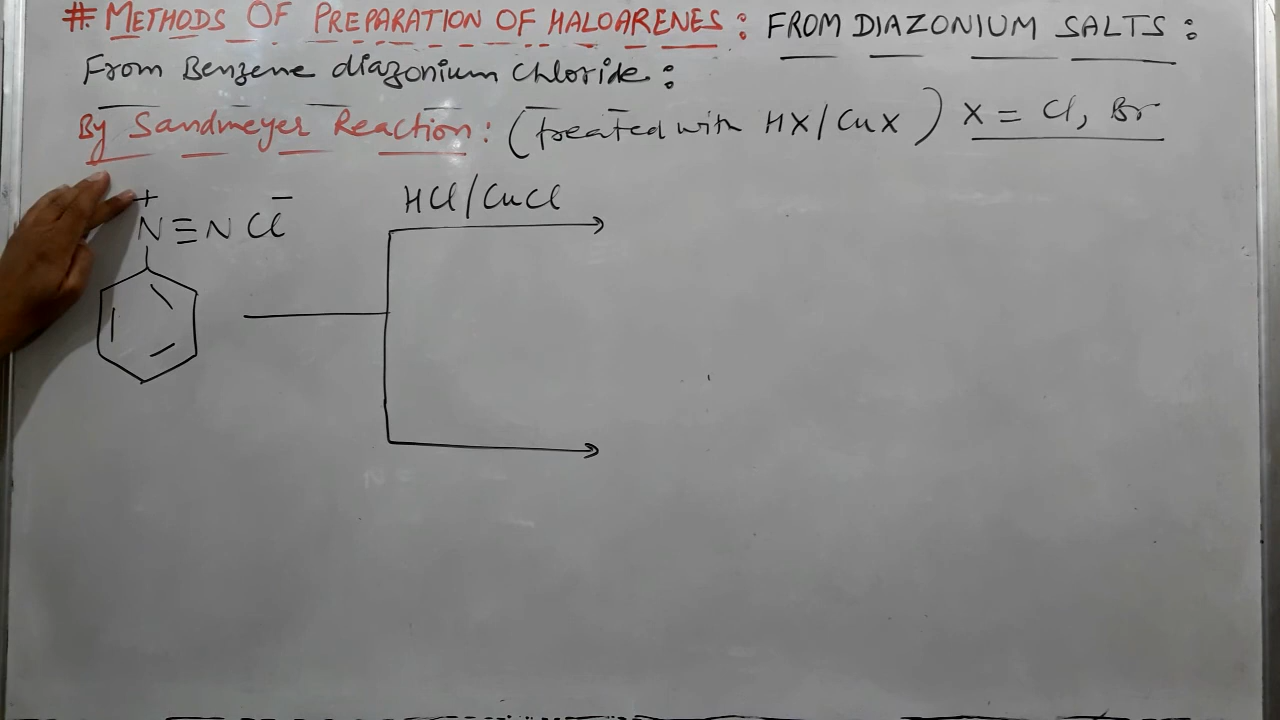 # METHODS OF PREPARATION OF HALOARENES : FROM DIAZONIUM SALTS :
From Benzene diazonium chloride :
By Sandmeyer Reaction : (treated with HX/CuX) X = Cl, Br
HCl/CuCl
N⁺≡N Cl⁻